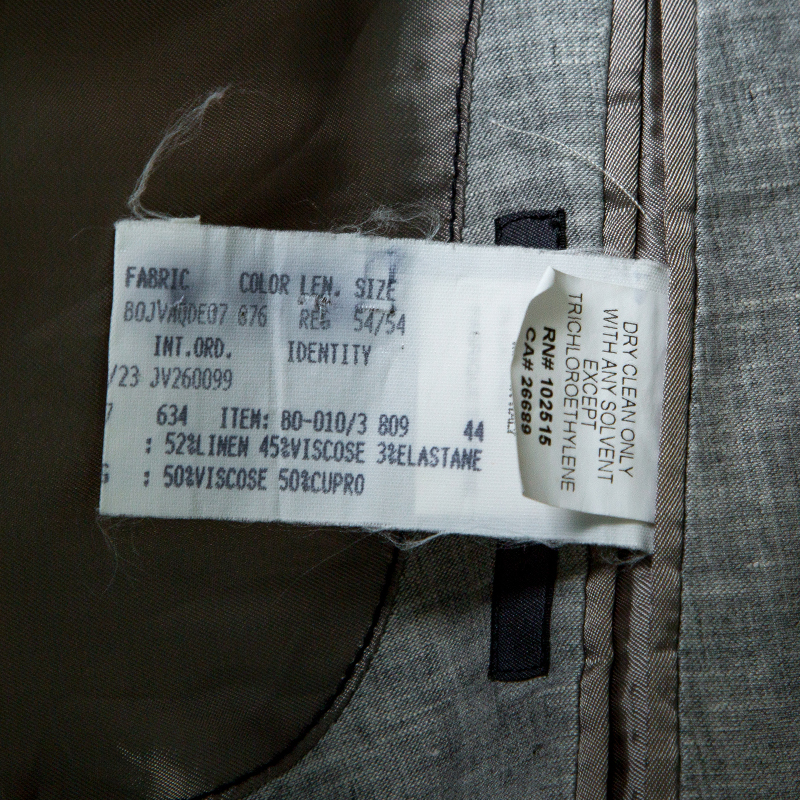 FABRIC COLOR LEN. SIZE
876 REG 54/54
INT.ORD. IDENTITY
/23 JV260099
634 ITEM: BO-010/3 809 44
: 52%LINEN 45%VISCOSE 3%ELASTANE
: 50%VISCOSE 50%CUPRO
DRY CLEAN ONLY
WITH ANY SOLVENT
EXCEPT
TRICHLOROETHYLENE
RN# 102515
CA# 26689